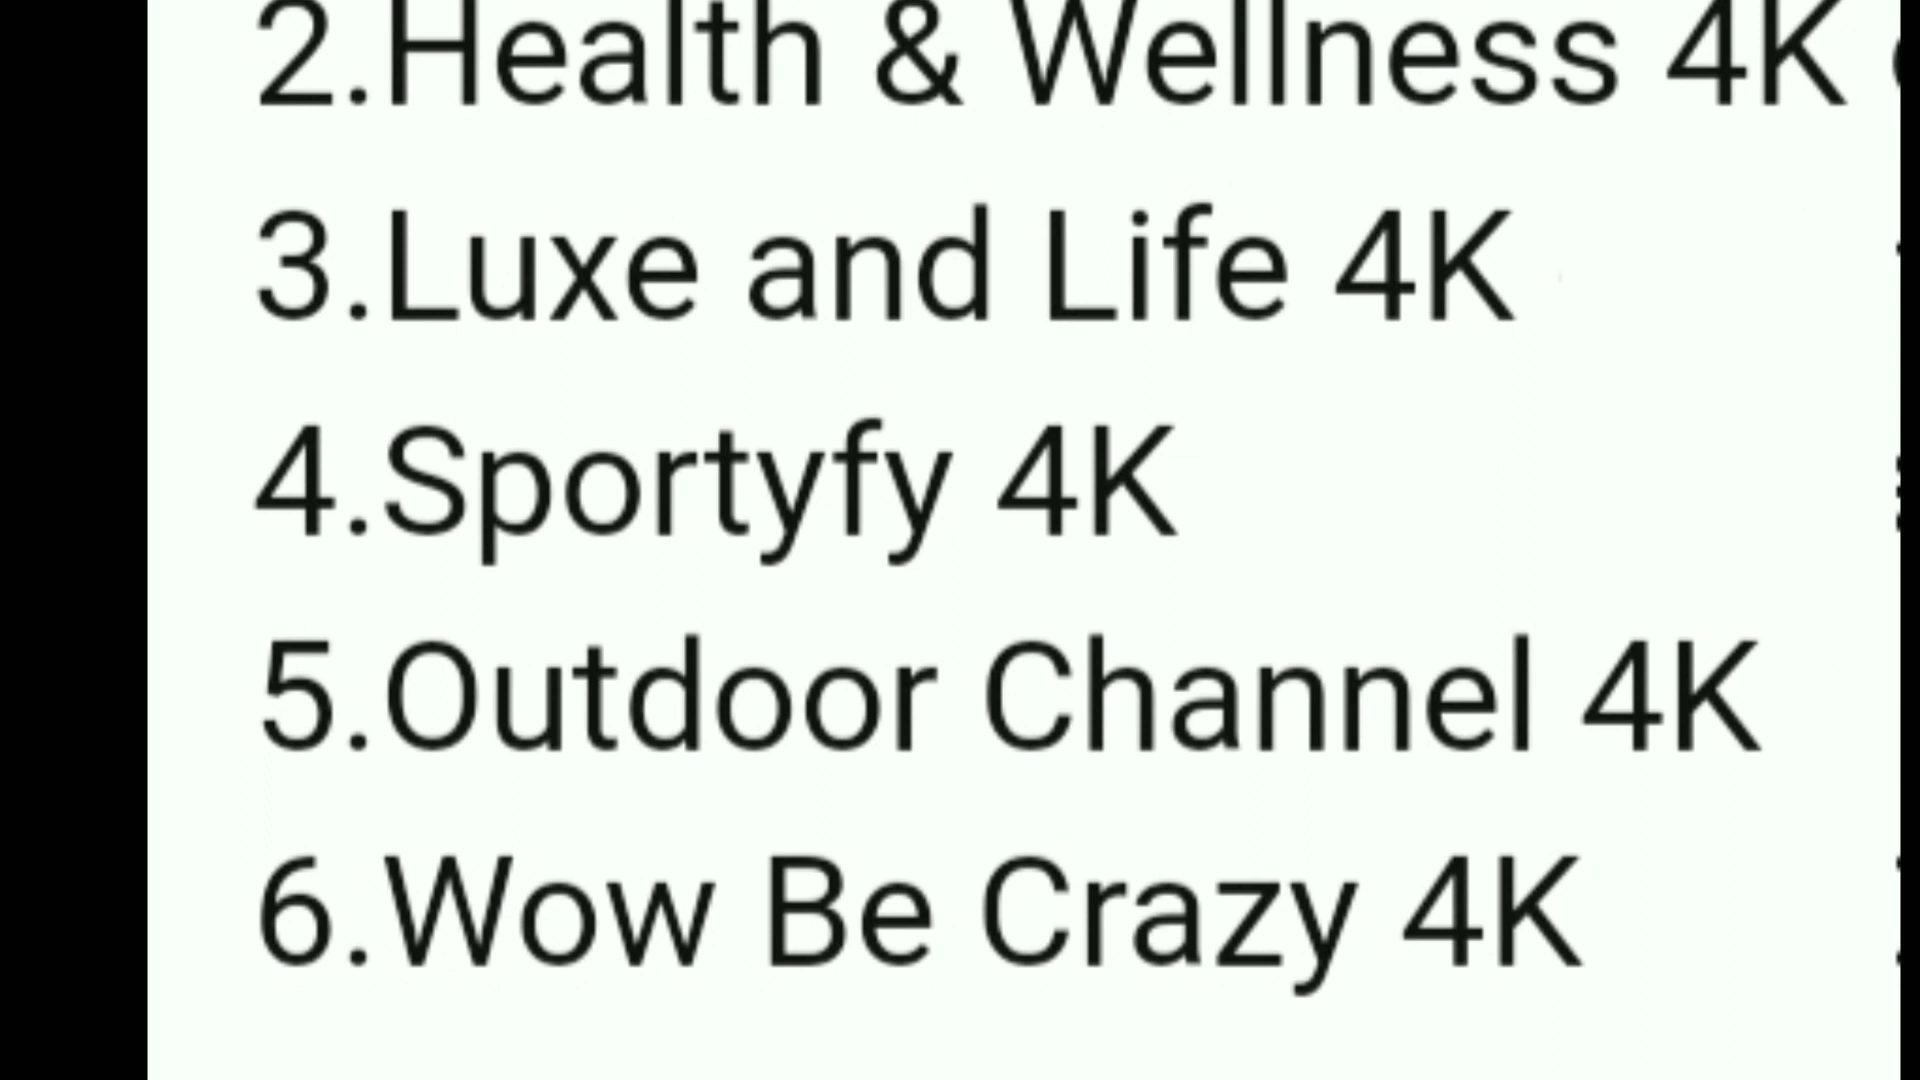 2.Health & Wellness 4K
3.Luxe and Life 4K
4.Sportyfy 4K
5.Outdoor Channel 4K
6.Wow Be Crazy 4K